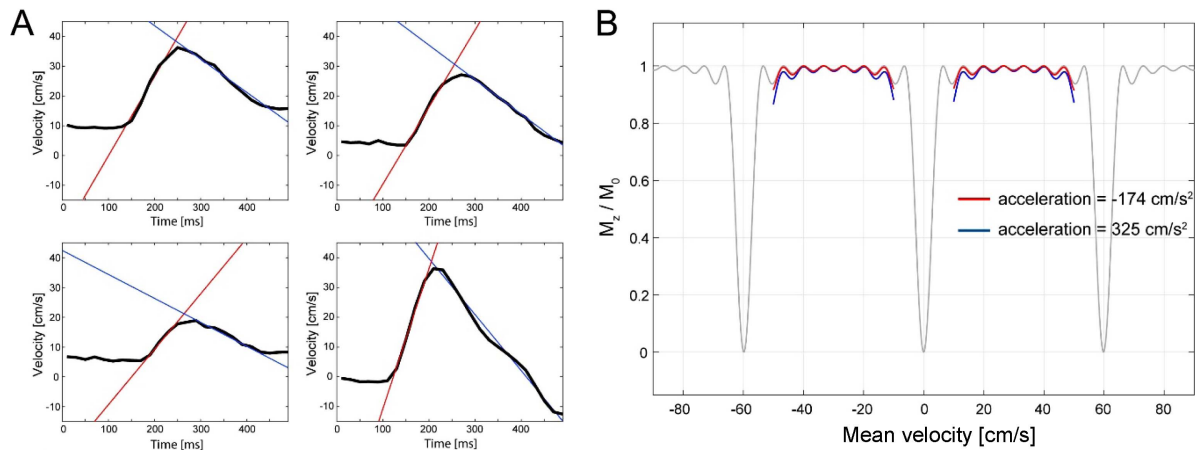 A
Velocity [cm/s]
40
30
20
10
0
-10
0 100 200 300 400
Time [ms]
Velocity [cm/s]
40
30
20
10
0
-10
0 100 200 300 400
Time [ms]
Velocity [cm/s]
40
30
20
10
0
-10
0 100 200 300 400
Time [ms]
Velocity [cm/s]
40
30
20
10
0
-10
0 100 200 300 400
Time [ms]
B
M_z / M_0
1
0.8
0.6
0.4
0.2
0
acceleration = -174 cm/s²
acceleration = 325 cm/s²
-80 -60 -40 -20 0 20 40 60 80
Mean velocity [cm/s]